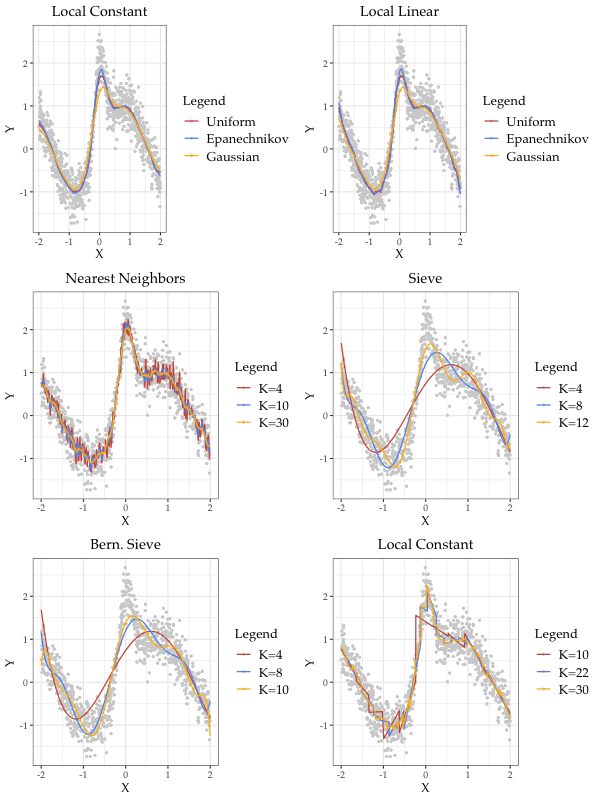 Local Constant
Local Linear
Y
2
1
0
-1
-2 -1 0 1 2
X
Legend
Uniform
Epanechnikov
Gaussian
Y
2
1
0
-1
-2 -1 0 1 2
X
Legend
Uniform
Epanechnikov
Gaussian
Nearest Neighbors
Sieve
Y
2
1
0
-1
-2 -1 0 1 2
X
Legend
K=4
K=10
K=30
Y
2
1
0
-1
-2 -1 0 1 2
X
Legend
K=4
K=8
K=12
Bern. Sieve
Local Constant
Y
2
1
0
-1
-2 -1 0 1 2
X
Legend
K=4
K=8
K=10
Y
2
1
0
-1
-2 -1 0 1 2
X
Legend
K=10
K=22
K=30